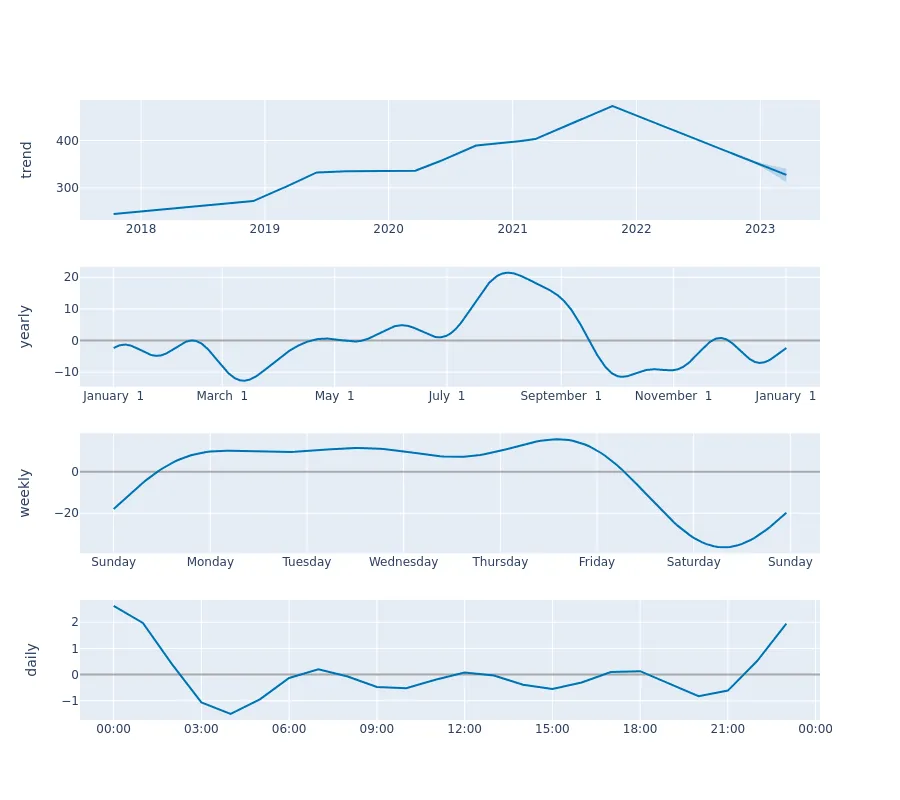 trend
400
300
2018 2019 2020 2021 2022 2023
yearly
20
10
0
−10
January 1 March 1 May 1 July 1 September 1 November 1 January 1
weekly
0
−20
Sunday Monday Tuesday Wednesday Thursday Friday Saturday Sunday
daily
2
1
0
−1
00:00 03:00 06:00 09:00 12:00 15:00 18:00 21:00 00:00